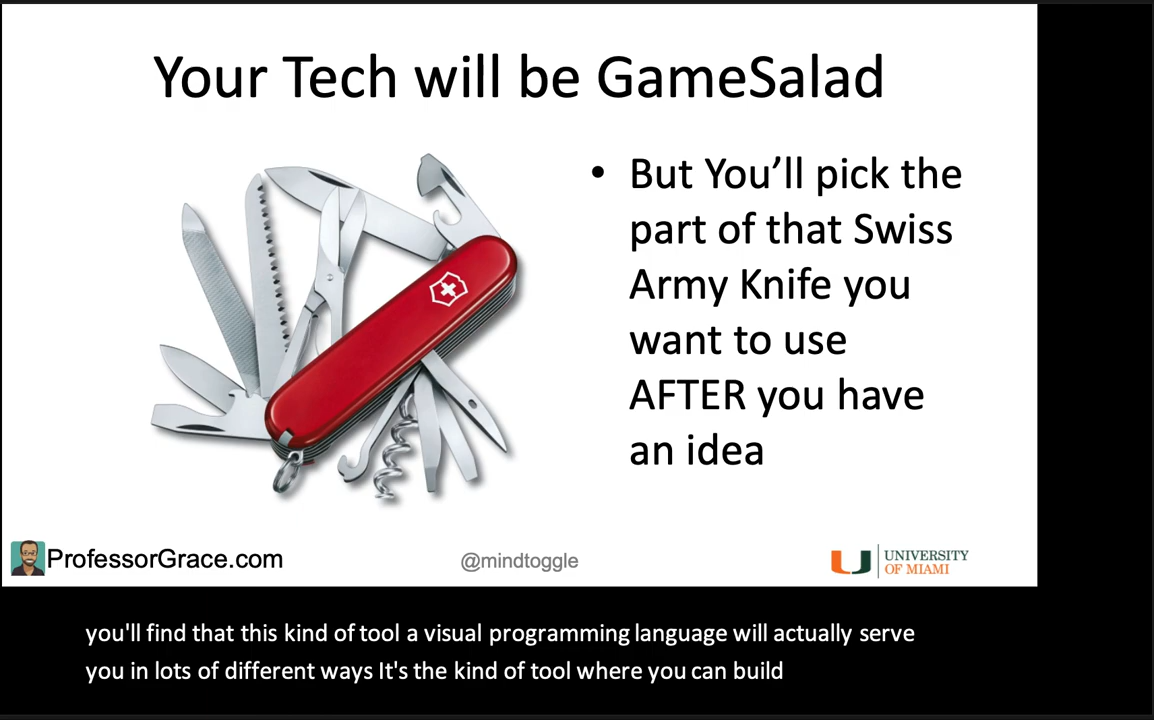 Your Tech will be GameSalad
• But You’ll pick the
part of that Swiss
Army Knife you
want to use
AFTER you have
an idea
ProfessorGrace.com
@mindtoggle
UNIVERSITY
OF MIAMI
you'll find that this kind of tool a visual programming language will actually serve
you in lots of different ways It's the kind of tool where you can build